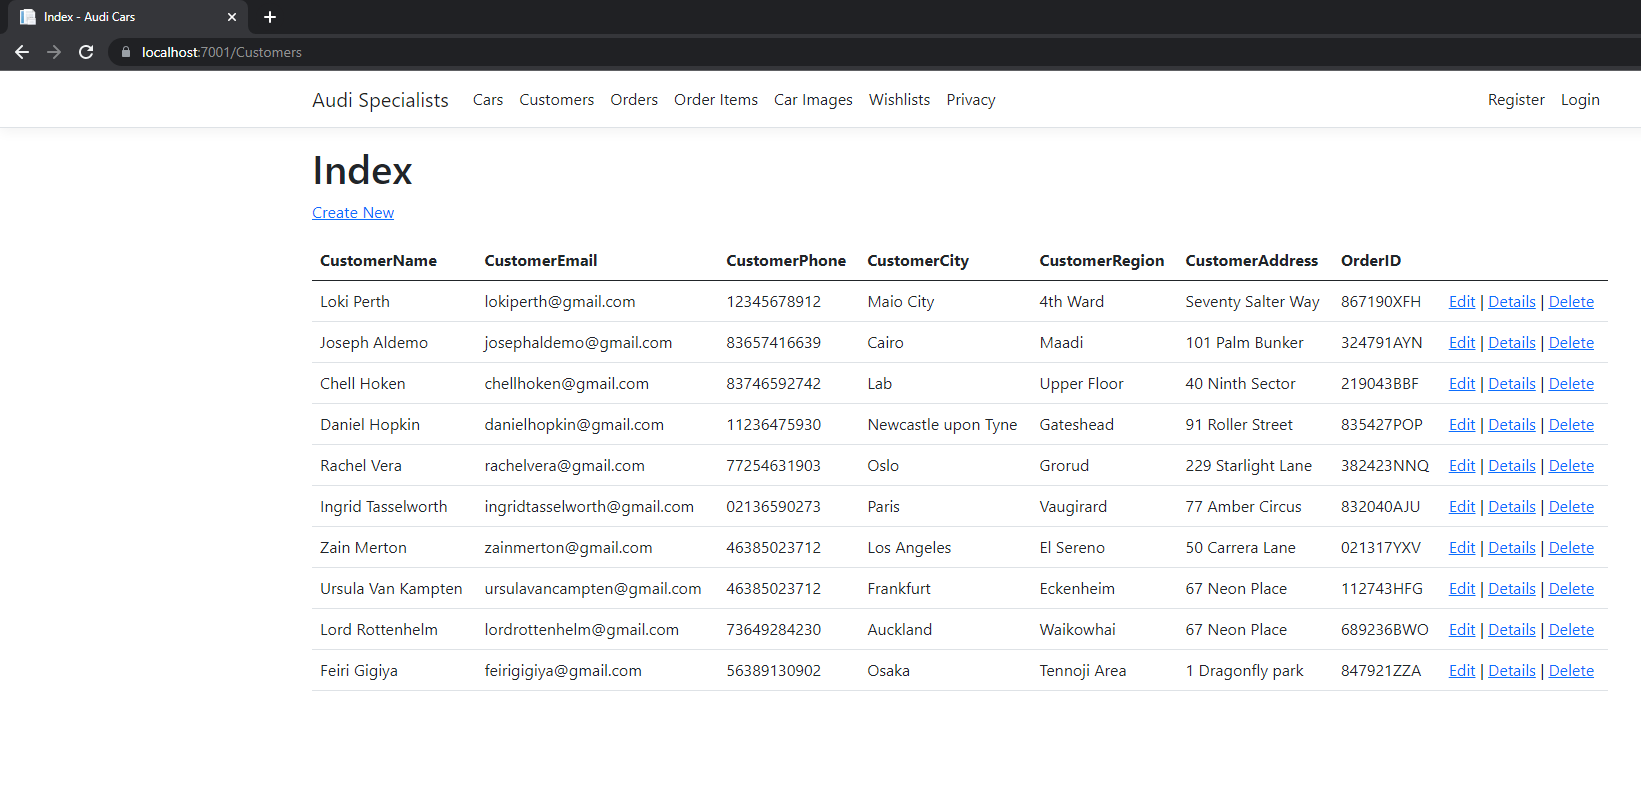 Index - Audi Cars
localhost:7001/Customers
Audi Specialists Cars Customers Orders Order Items Car Images Wishlists Privacy Register Login
Index
Create New
CustomerName CustomerEmail CustomerPhone CustomerCity CustomerRegion CustomerAddress OrderID
Loki Perth lokiperth@gmail.com 12345678912 Maio City 4th Ward Seventy Salter Way 867190XFH Edit | Details | Delete
Joseph Aldemo josephaldemo@gmail.com 83657416639 Cairo Maadi 101 Palm Bunker 324791AYN Edit | Details | Delete
Chell Hoken chellhoken@gmail.com 83746592742 Lab Upper Floor 40 Ninth Sector 219043BBF Edit | Details | Delete
Daniel Hopkin danielhopkin@gmail.com 11236475930 Newcastle upon Tyne Gateshead 91 Roller Street 835427POP Edit | Details | Delete
Rachel Vera rachelvera@gmail.com 77254631903 Oslo Grorud 229 Starlight Lane 382423NNQ Edit | Details | Delete
Ingrid Tasselworth ingridtasselworth@gmail.com 02136590273 Paris Vaugirard 77 Amber Circus 832040AJU Edit | Details | Delete
Zain Merton zainmerton@gmail.com 46385023712 Los Angeles El Sereno 50 Carrera Lane 021317YXV Edit | Details | Delete
Ursula Van Kampten ursulavancampten@gmail.com 46385023712 Frankfurt Eckenheim 67 Neon Place 112743HFG Edit | Details | Delete
Lord Rottenhelm lordrottenhelm@gmail.com 73649284230 Auckland Waikowhai 67 Neon Place 689236BWO Edit | Details | Delete
Feiri Gigiya feirigigiya@gmail.com 56389130902 Osaka Tennoji Area 1 Dragonfly park 847921ZZA Edit | Details | Delete